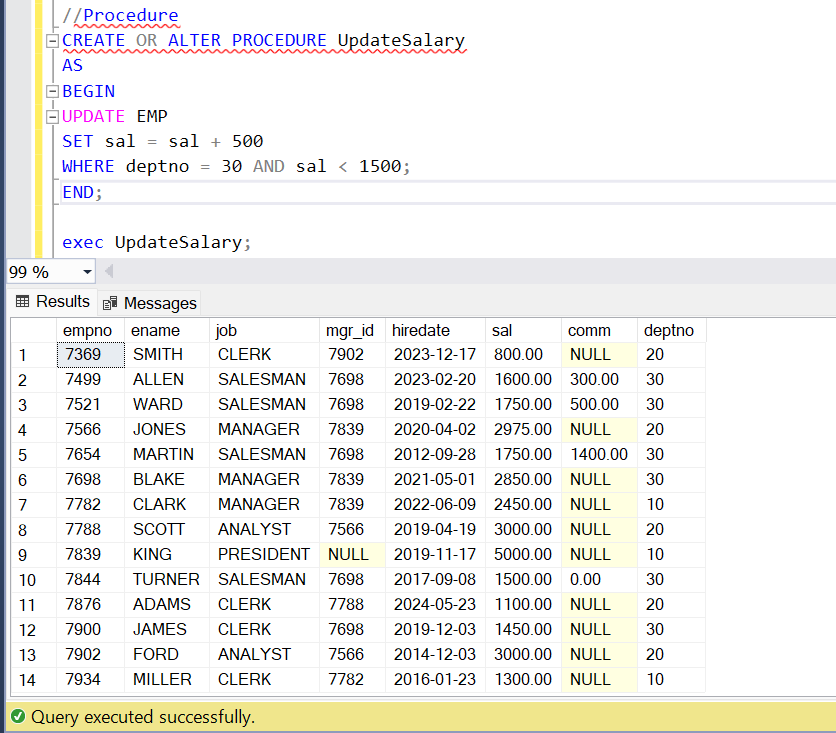 //Procedure
CREATE OR ALTER PROCEDURE UpdateSalary
AS
BEGIN
UPDATE EMP
SET sal = sal + 500
WHERE deptno = 30 AND sal < 1500;
END;
exec UpdateSalary;
99 %
Results Messages
empno ename job mgr_id hiredate sal comm deptno
1 7369 SMITH CLERK 7902 2023-12-17 800.00 NULL 20
2 7499 ALLEN SALESMAN 7698 2023-02-20 1600.00 300.00 30
3 7521 WARD SALESMAN 7698 2019-02-22 1750.00 500.00 30
4 7566 JONES MANAGER 7839 2020-04-02 2975.00 NULL 20
5 7654 MARTIN SALESMAN 7698 2012-09-28 1750.00 1400.00 30
6 7698 BLAKE MANAGER 7839 2021-05-01 2850.00 NULL 30
7 7782 CLARK MANAGER 7839 2022-06-09 2450.00 NULL 10
8 7788 SCOTT ANALYST 7566 2019-04-19 3000.00 NULL 20
9 7839 KING PRESIDENT NULL 2019-11-17 5000.00 NULL 10
10 7844 TURNER SALESMAN 7698 2017-09-08 1500.00 0.00 30
11 7876 ADAMS CLERK 7788 2024-05-23 1100.00 NULL 20
12 7900 JAMES CLERK 7698 2019-12-03 1450.00 NULL 30
13 7902 FORD ANALYST 7566 2014-12-03 3000.00 NULL 20
14 7934 MILLER CLERK 7782 2016-01-23 1300.00 NULL 10
Query executed successfully.